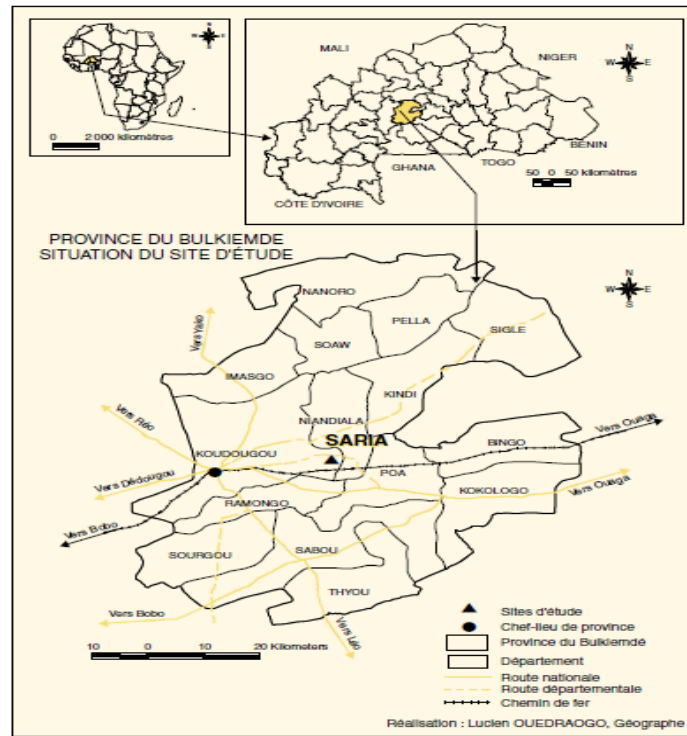 N
W E
S
0 2 000 kilomètres
MALI
NIGER
N
W E
S
BÉNIN
GHANA
TOGO
CÔTE D'IVOIRE
50 0 50 kilomètres
PROVINCE DU BULKIEMDE
SITUATION DU SITE D'ÉTUDE
N
W E
S
NANORO
PELLA
SIGLE
SOAW
Vers Yako
IMASGO
KINDI
Vers Réo
NIANDIALA
SARIA
BINGO
Vers Ouaga
KOUDOUGOU
POA
Vers Dédougou
KOKOLOGO
Vers Ouaga
RAMONGO
Vers Bobo
SOURGOU
SABOU
THYOU
Vers Bobo
Vers Léo
10 0 10 20 Kilometers
Sites d'étude
Chef-lieu de province
Province du Bulkiemdé
Département
Route nationale
Route départementale
Chemin de fer
Réalisation : Lucien OUEDRAOGO, Géographe